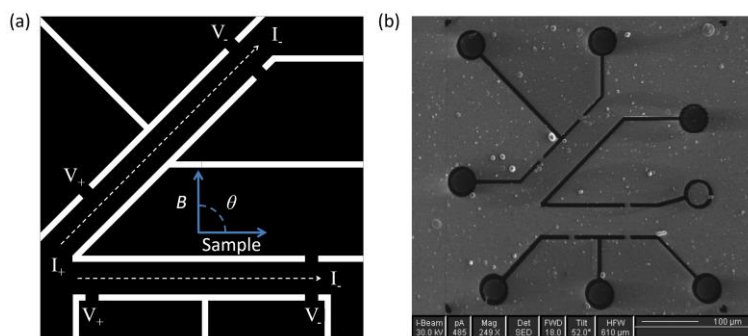 (a)
V-
I-
V+
B
θ
Sample
I+
I-
V+
V-
(b)
I-Beam pA Mag Det FWD Tilt HFW
30.0 kV 485 249 X SED 18.0 52.0° 610 µm
100 µm